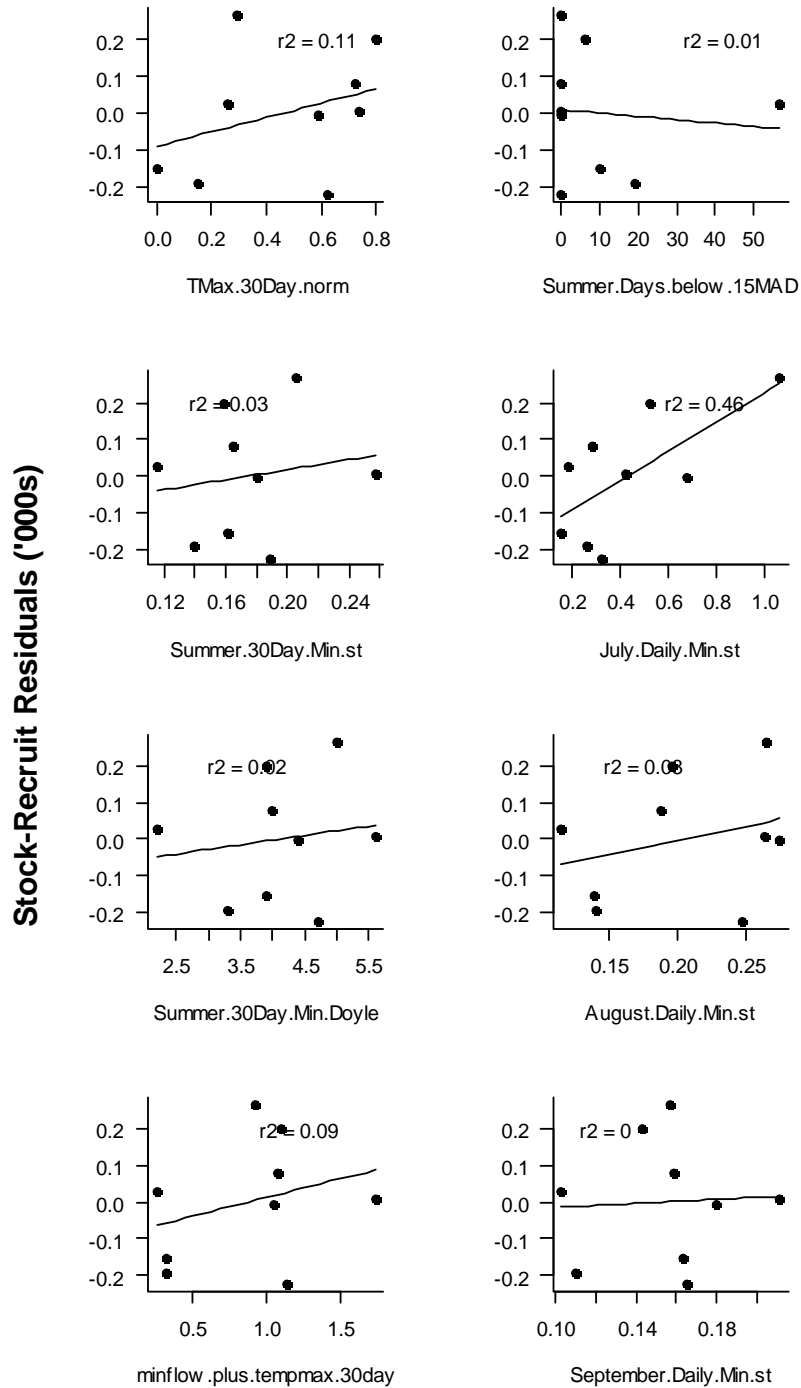 Stock-Recruit Residuals ('000s)
0.2
0.1
0.0
-0.1
-0.2
r2 = 0.11
0.0 0.2 0.4 0.6 0.8
TMax.30Day.norm
0.2
0.1
0.0
-0.1
-0.2
r2 = 0.01
0 10 20 30 40 50
Summer.Days.below.15MAD
0.2
0.1
0.0
-0.1
-0.2
r2 = 0.03
0.12 0.16 0.20 0.24
Summer.30Day.Min.st
0.2
0.1
0.0
-0.1
-0.2
r2 = 0.46
0.2 0.4 0.6 0.8 1.0
July.Daily.Min.st
0.2
0.1
0.0
-0.1
-0.2
r2 = 0.02
2.5 3.5 4.5 5.5
Summer.30Day.Min.Doyle
0.2
0.1
0.0
-0.1
-0.2
r2 = 0.08
0.15 0.20 0.25
August.Daily.Min.st
0.2
0.1
0.0
-0.1
-0.2
r2 = 0.09
0.5 1.0 1.5
minflow.plus.tempmax.30day
0.2
0.1
0.0
-0.1
-0.2
r2 = 0
0.10 0.14 0.18
September.Daily.Min.st